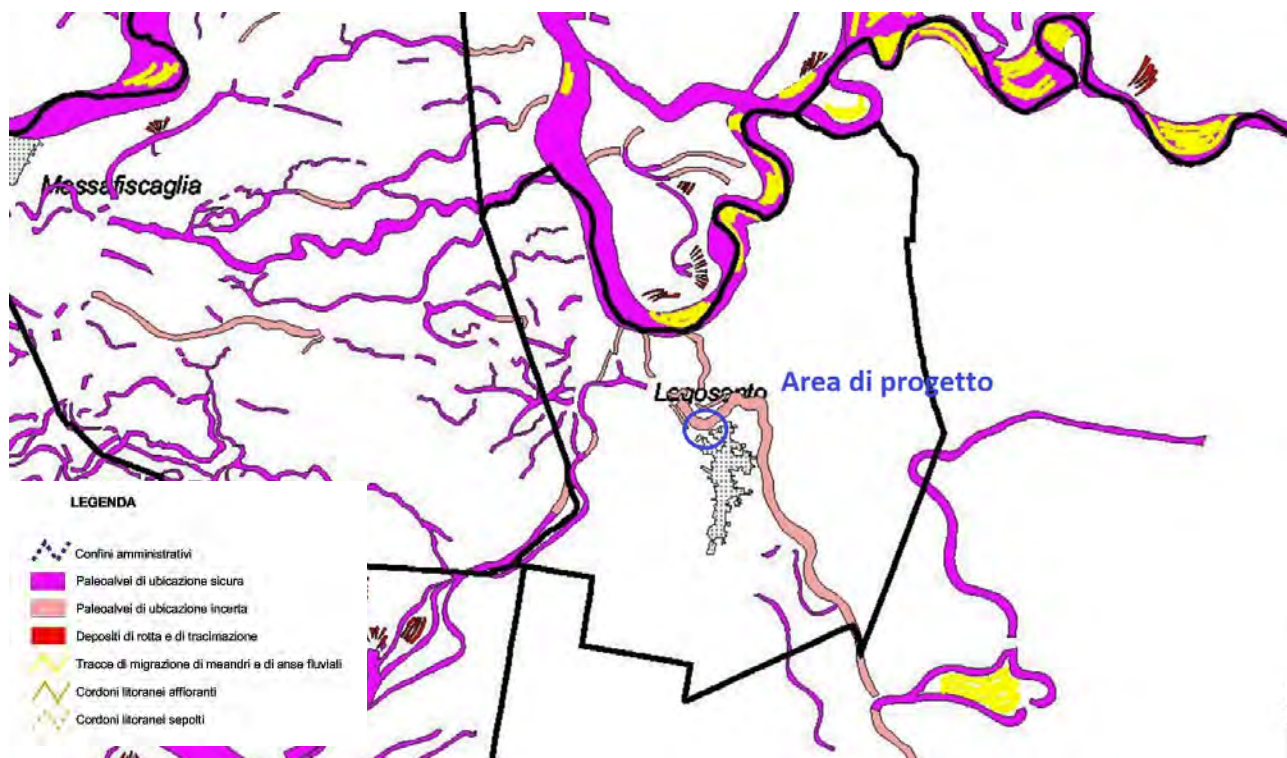 Massafiscaglia
Lagosanto
Area di progetto
LEGENDA
Confini amministrativi
Paleoalvei di ubicazione sicura
Paleoalvei di ubicazione incerta
Depositi di rotta e di tracimazione
Tracce di migrazione di meandri e di anse fluviali
Cordoni litoranei affioranti
Cordoni litoranei sepolti